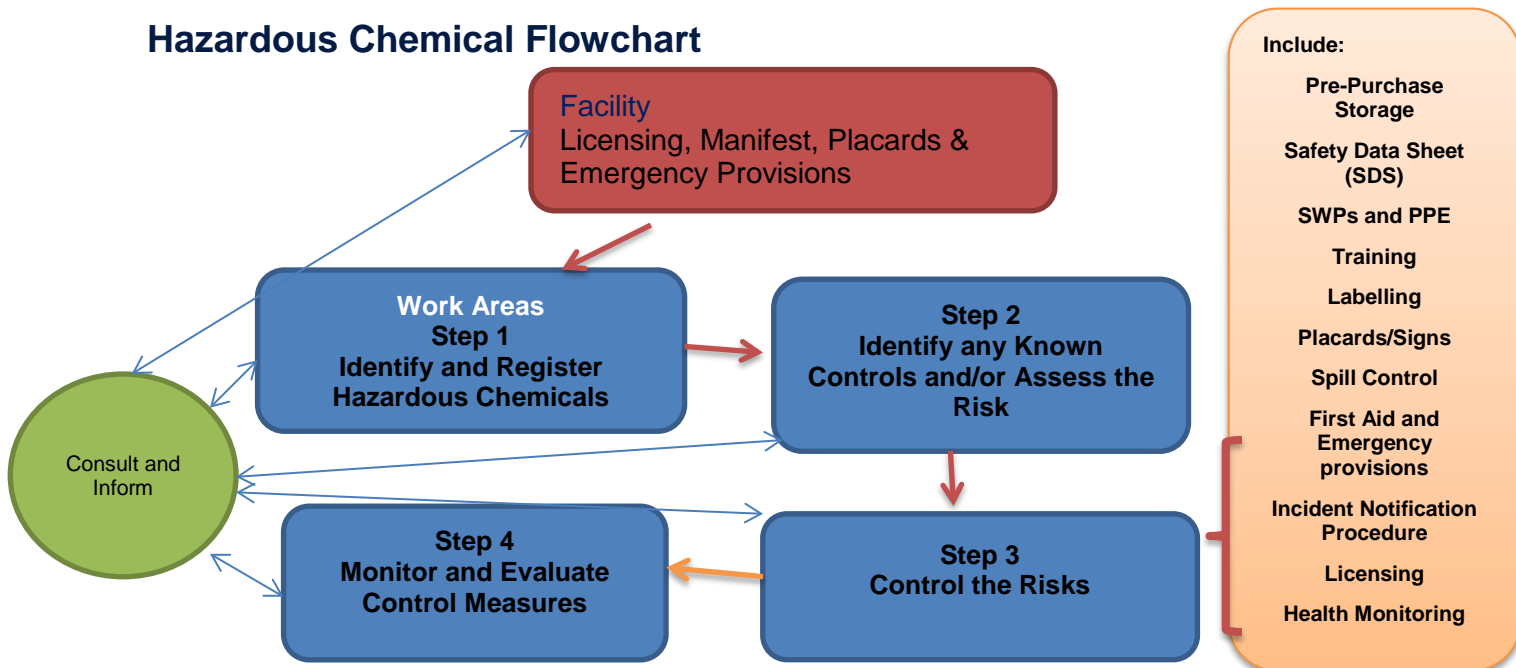 Hazardous Chemical Flowchart
Facility
Licensing, Manifest, Placards &
Emergency Provisions
Work Areas
Step 1
Identify and Register
Hazardous Chemicals
Step 2
Identify any Known
Controls and/or Assess the
Risk
Consult and
Inform
Step 4
Monitor and Evaluate
Control Measures
Step 3
Control the Risks
Include:
Pre-Purchase
Storage
Safety Data Sheet
(SDS)
SWPs and PPE
Training
Labelling
Placards/Signs
Spill Control
First Aid and
Emergency
provisions
Incident Notification
Procedure
Licensing
Health Monitoring